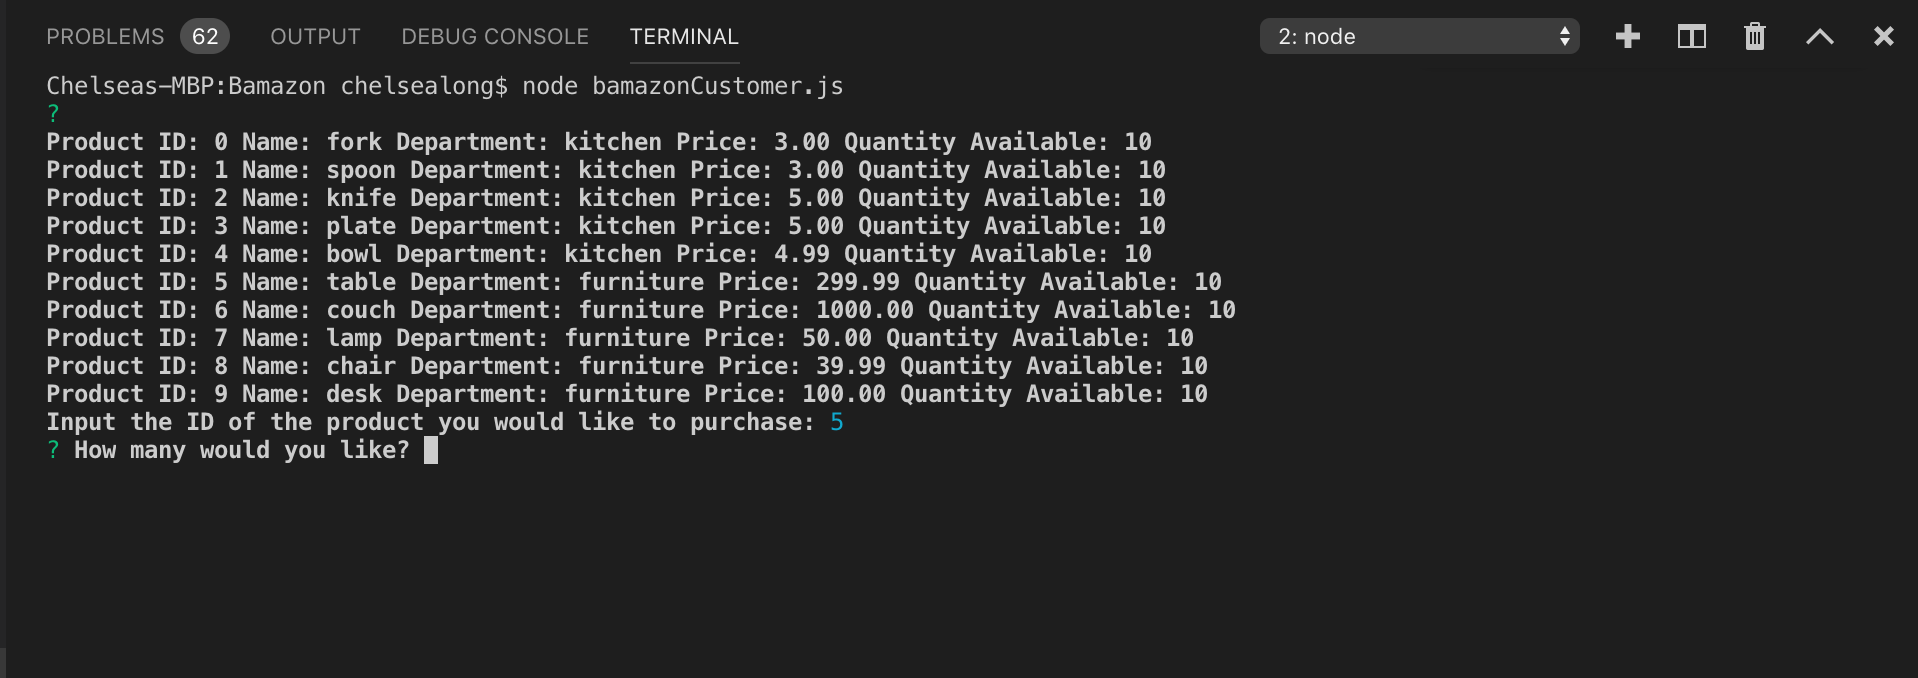 PROBLEMS 62 OUTPUT DEBUG CONSOLE TERMINAL 2: node
Chelseas-MBP:Bamazon chelsealong$ node bamazonCustomer.js
?
Product ID: 0 Name: fork Department: kitchen Price: 3.00 Quantity Available: 10
Product ID: 1 Name: spoon Department: kitchen Price: 3.00 Quantity Available: 10
Product ID: 2 Name: knife Department: kitchen Price: 5.00 Quantity Available: 10
Product ID: 3 Name: plate Department: kitchen Price: 5.00 Quantity Available: 10
Product ID: 4 Name: bowl Department: kitchen Price: 4.99 Quantity Available: 10
Product ID: 5 Name: table Department: furniture Price: 299.99 Quantity Available: 10
Product ID: 6 Name: couch Department: furniture Price: 1000.00 Quantity Available: 10
Product ID: 7 Name: lamp Department: furniture Price: 50.00 Quantity Available: 10
Product ID: 8 Name: chair Department: furniture Price: 39.99 Quantity Available: 10
Product ID: 9 Name: desk Department: furniture Price: 100.00 Quantity Available: 10
Input the ID of the product you would like to purchase: 5
? How many would you like?